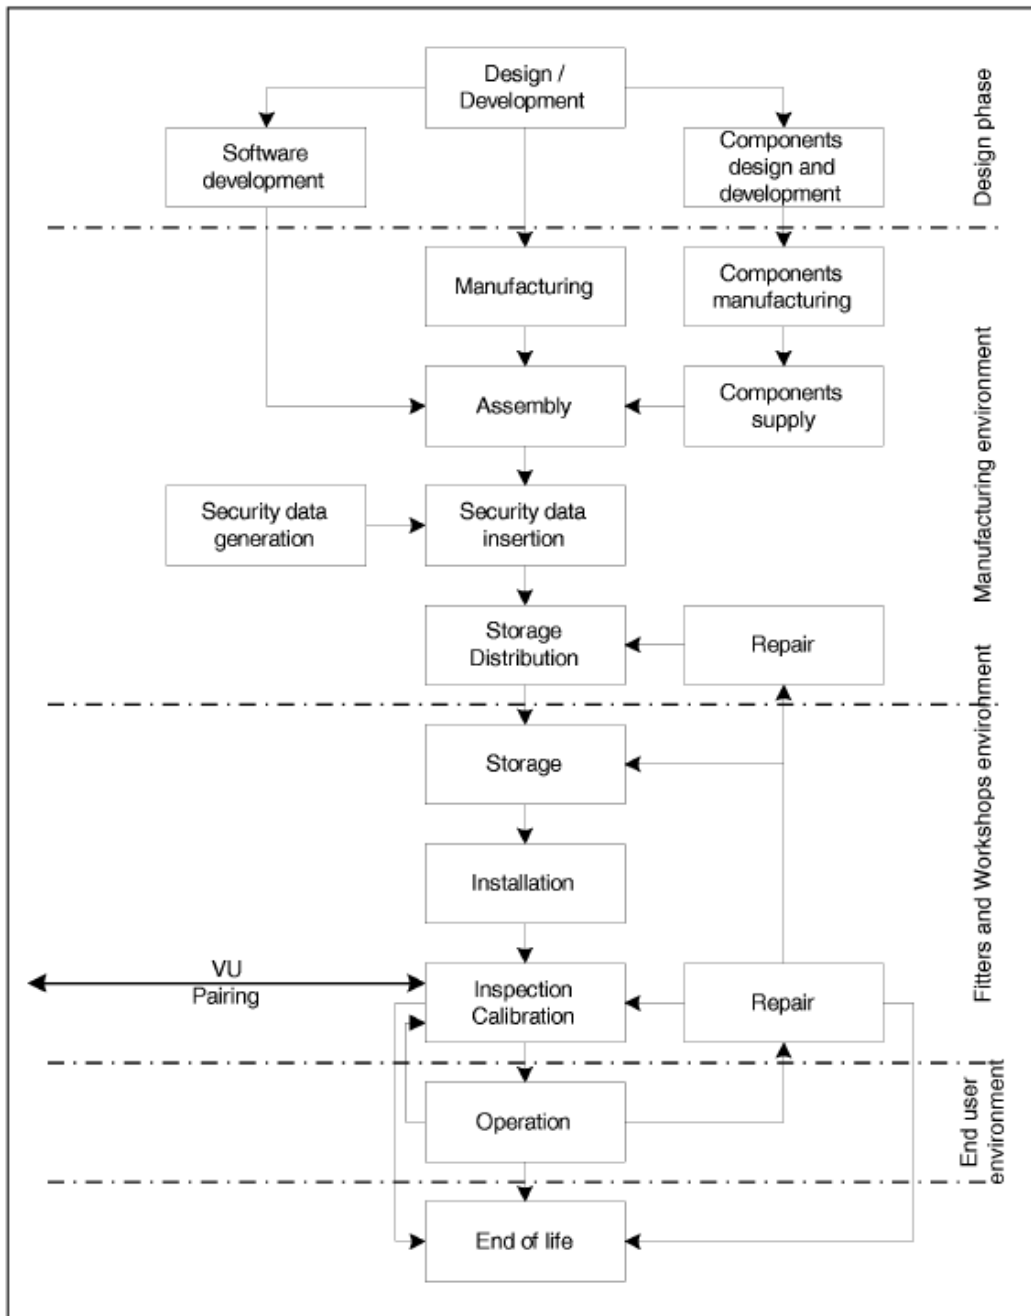 Design /
Development
Software
development
Components
design and
development
Design phase
Manufacturing
Components
manufacturing
Assembly
Components
supply
Security data
generation
Security data
insertion
Storage
Distribution
Repair
Manufacturing environment
Storage
Installation
VU
Pairing
Inspection
Calibration
Repair
Fitters and Workshops environment
Operation
End user
environment
End of life